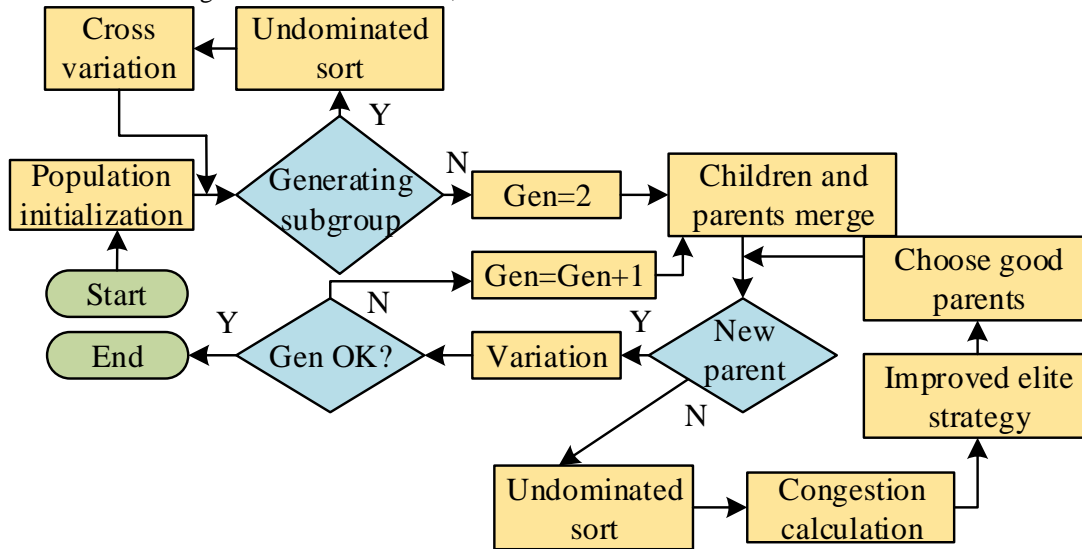 Cross
variation
Undominated
sort
Y
N
Population
initialization
Generating
subgroup
Gen=2
Children and
parents merge
Start
Gen=Gen+1
Choose good
parents
N
Y
End
Gen OK?
Variation
Y
New
parent
N
Improved elite
strategy
Undominated
sort
Congestion
calculation